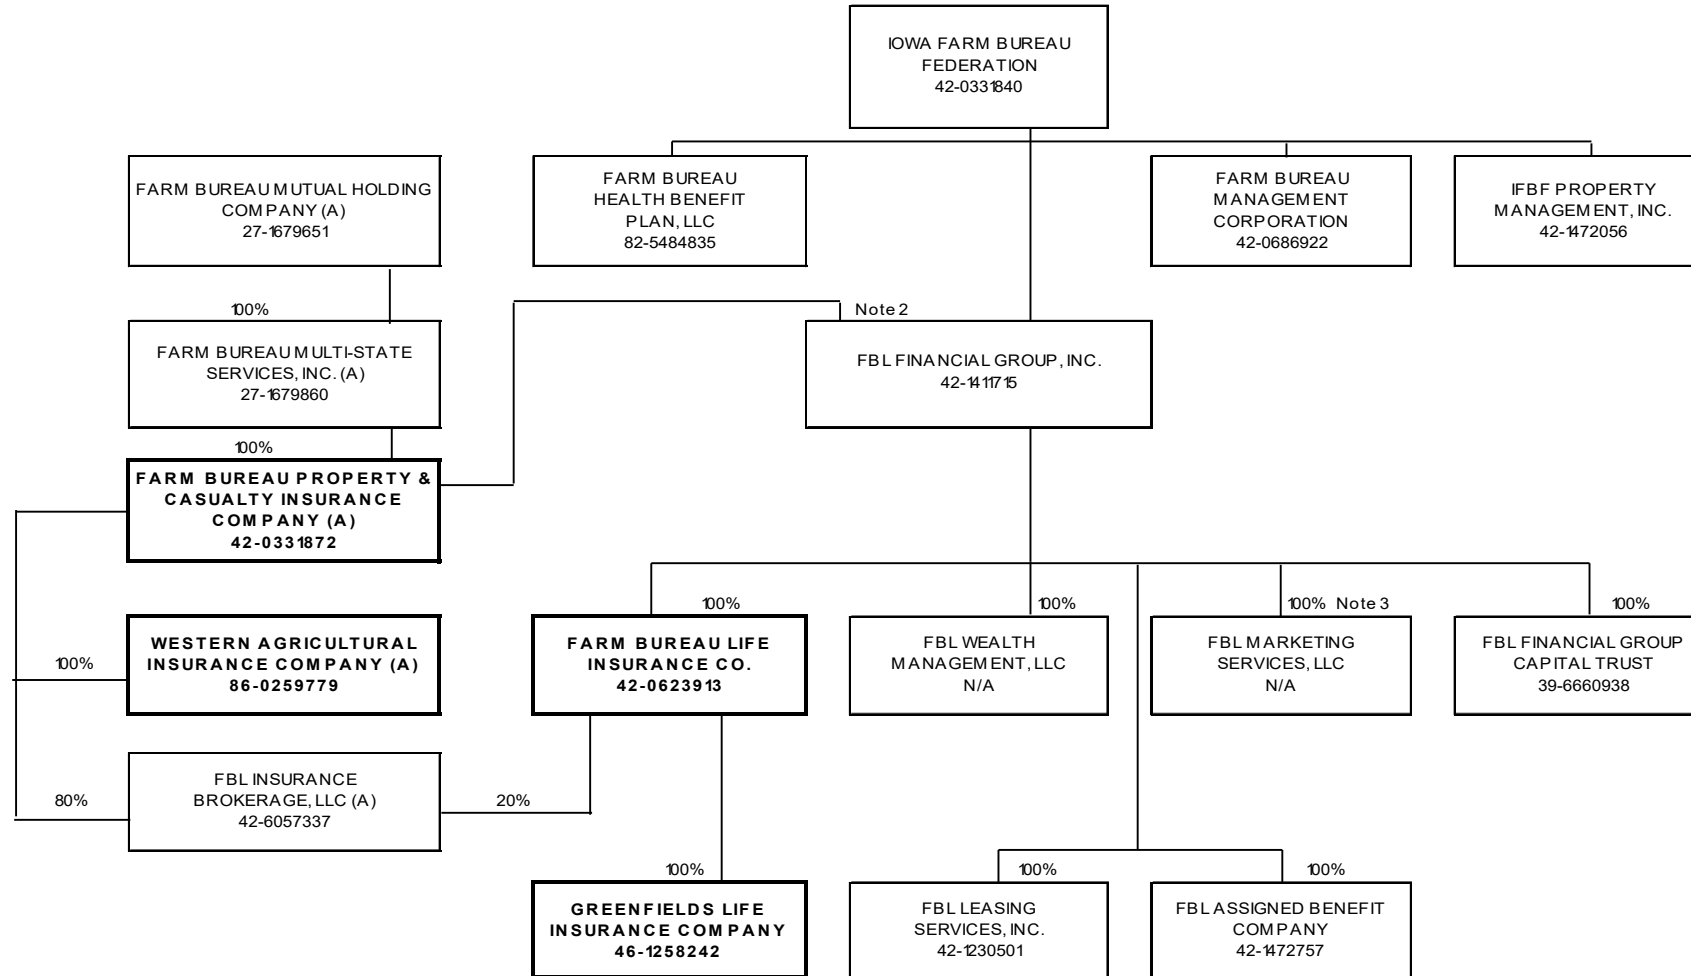 IOWA FARM BUREAU
FEDERATION
42-0331840
FARM BUREAU MUTUAL HOLDING
COMPANY (A)
27-1679651
FARM BUREAU
HEALTH BENEFIT
PLAN, LLC
82-5484835
FARM BUREAU
MANAGEMENT
CORPORATION
42-0686922
IFBF PROPERTY
MANAGEMENT, INC.
42-1472056
100%
Note 2
FARM BUREAU MULTI-STATE
SERVICES, INC. (A)
27-1679860
FBL FINANCIAL GROUP, INC.
42-1411715
100%
FARM BUREAU PROPERTY &
CASUALTY INSURANCE
COMPANY (A)
42-0331872
100%
100%
100% Note 3
100%
100%
WESTERN AGRICULTURAL
INSURANCE COMPANY (A)
86-0259779
FARM BUREAU LIFE
INSURANCE CO.
42-0623913
FBL WEALTH
MANAGEMENT, LLC
N/A
FBL MARKETING
SERVICES, LLC
N/A
FBL FINANCIAL GROUP
CAPITAL TRUST
39-6660938
80%
FBL INSURANCE
BROKERAGE, LLC (A)
42-6057337
20%
100%
100%
100%
GREENFIELDS LIFE
INSURANCE COMPANY
46-1258242
FBL LEASING
SERVICES, INC.
42-1230501
FBL ASSIGNED BENEFIT
COMPANY
42-1472757